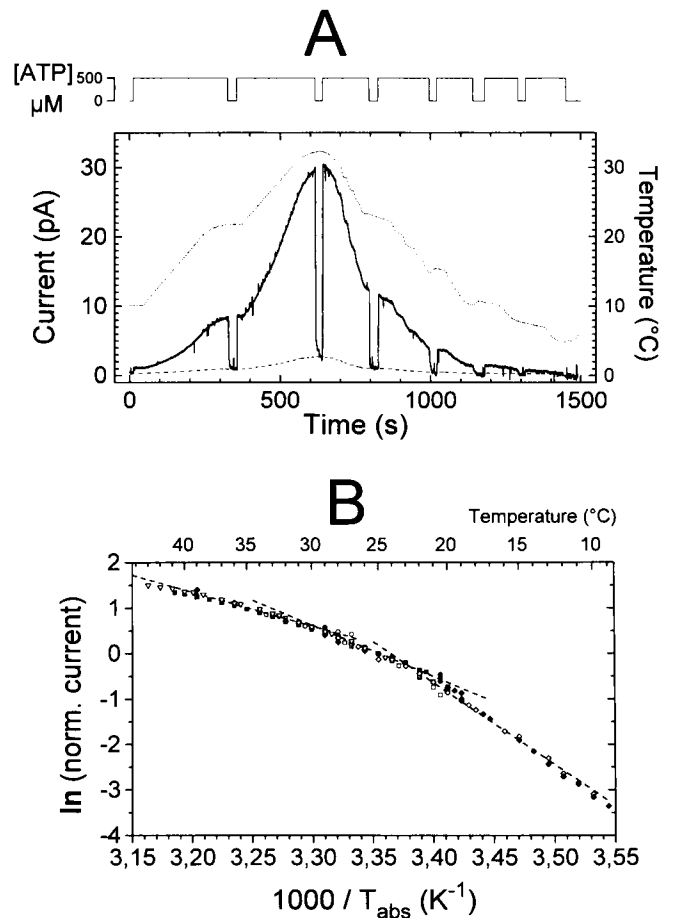 A
[ATP] 500
µM 0
30 30
20 20
10 10
0 0
Current (pA)
Temperature (°C)
0 500 1000 1500
Time (s)
B
Temperature (°C)
40 35 30 25 20 15 10
2
1
0
-1
-2
-3
-4
ln (norm. current)
3,15 3,20 3,25 3,30 3,35 3,40 3,45 3,50 3,55
1000 / Tabs (K-1)